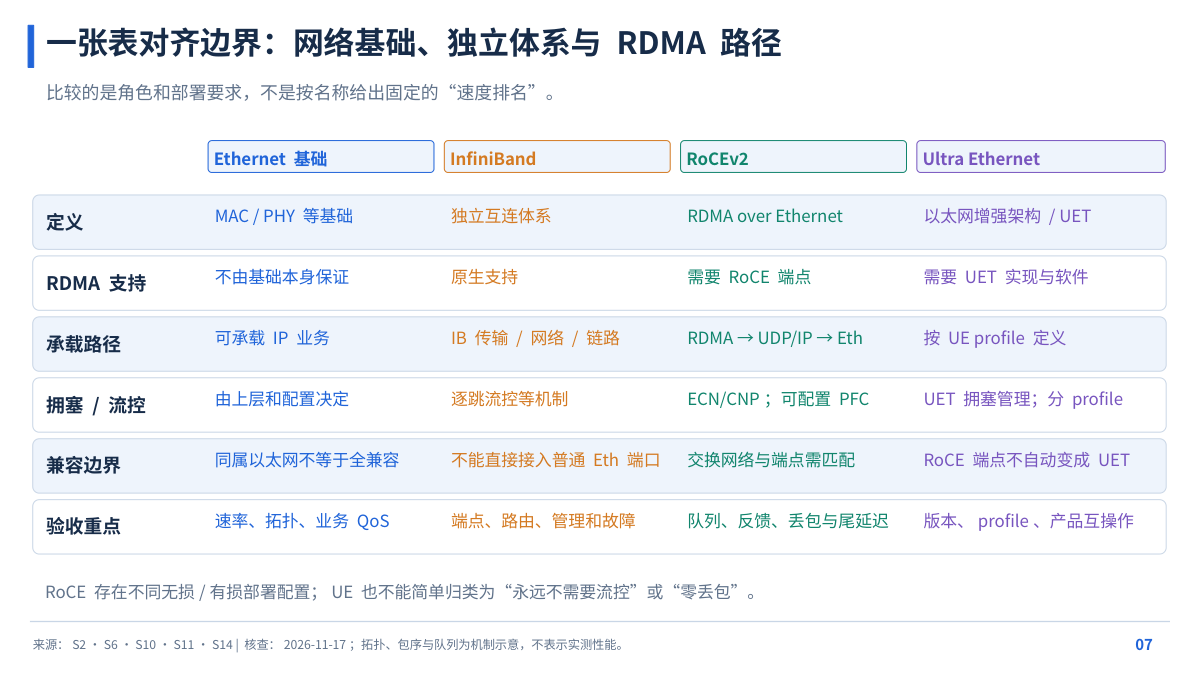 一张表对齐边界：网络基础、独立体系与 RDMA 路径
比较的是角色和部署要求，不是按名称给出固定的“速度排名”。
Ethernet 基础 InfiniBand RoCEv2 Ultra Ethernet
定义 MAC / PHY 等基础 独立互连体系 RDMA over Ethernet 以太网增强架构 / UET
RDMA 支持 不由基础本身保证 原生支持 需要 RoCE 端点 需要 UET 实现与软件
承载路径 可承载 IP 业务 IB 传输 / 网络 / 链路 RDMA → UDP/IP → Eth 按 UE profile 定义
拥塞 / 流控 由上层和配置决定 逐跳流控等机制 ECN/CNP ；可配置 PFC UET 拥塞管理；分 profile
兼容边界 同属以太网不等于全兼容 不能直接接入普通 Eth 端口 交换网络与端点需匹配 RoCE 端点不自动变成 UET
验收重点 速率、拓扑、业务 QoS 端点、路由、管理和故障 队列、反馈、丢包与尾延迟 版本、 profile 、产品互操作
RoCE 存在不同无损 / 有损部署配置； UE 也不能简单归类为“永远不需要流控”或“零丢包”。
来源： S2 · S6 · S10 · S11 · S14 | 核查： 2026-11-17 ；拓扑、包序与队列为机制示意，不表示实测性能。
07